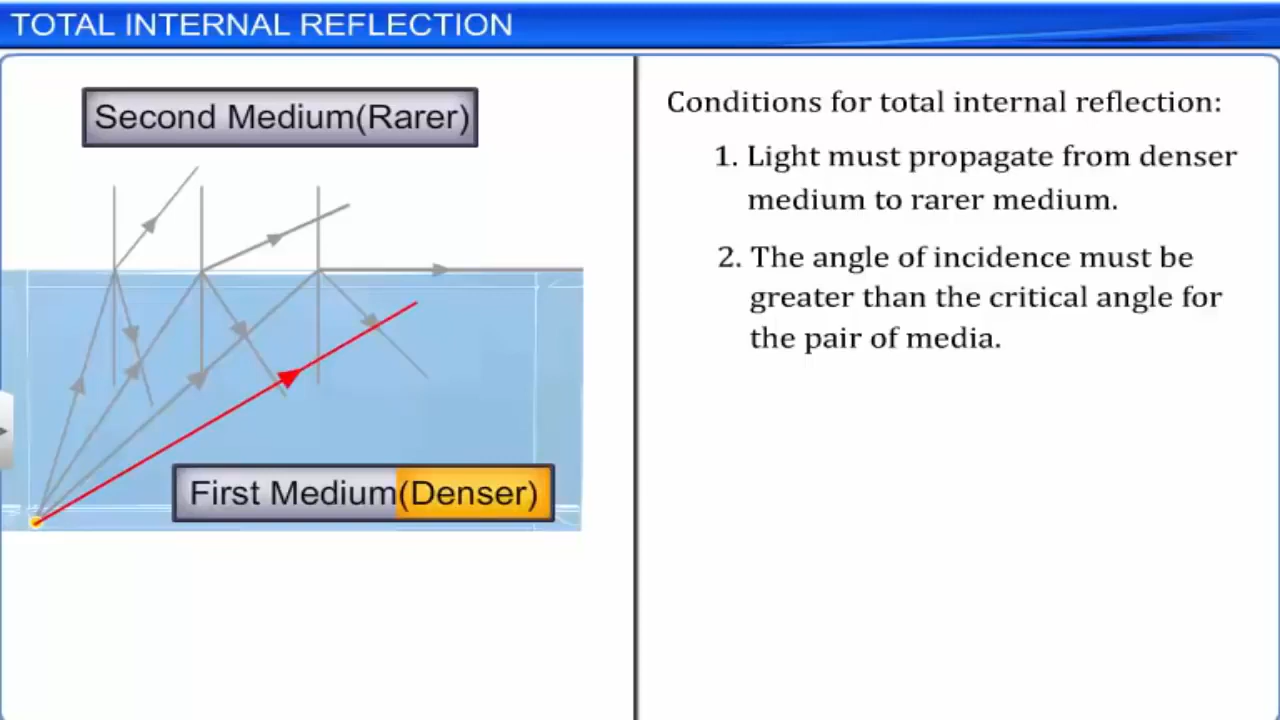 TOTAL INTERNAL REFLECTION
Second Medium(Rarer)
First Medium(Denser)
Conditions for total internal reflection:
1. Light must propagate from denser
medium to rarer medium.
2. The angle of incidence must be
greater than the critical angle for
the pair of media.